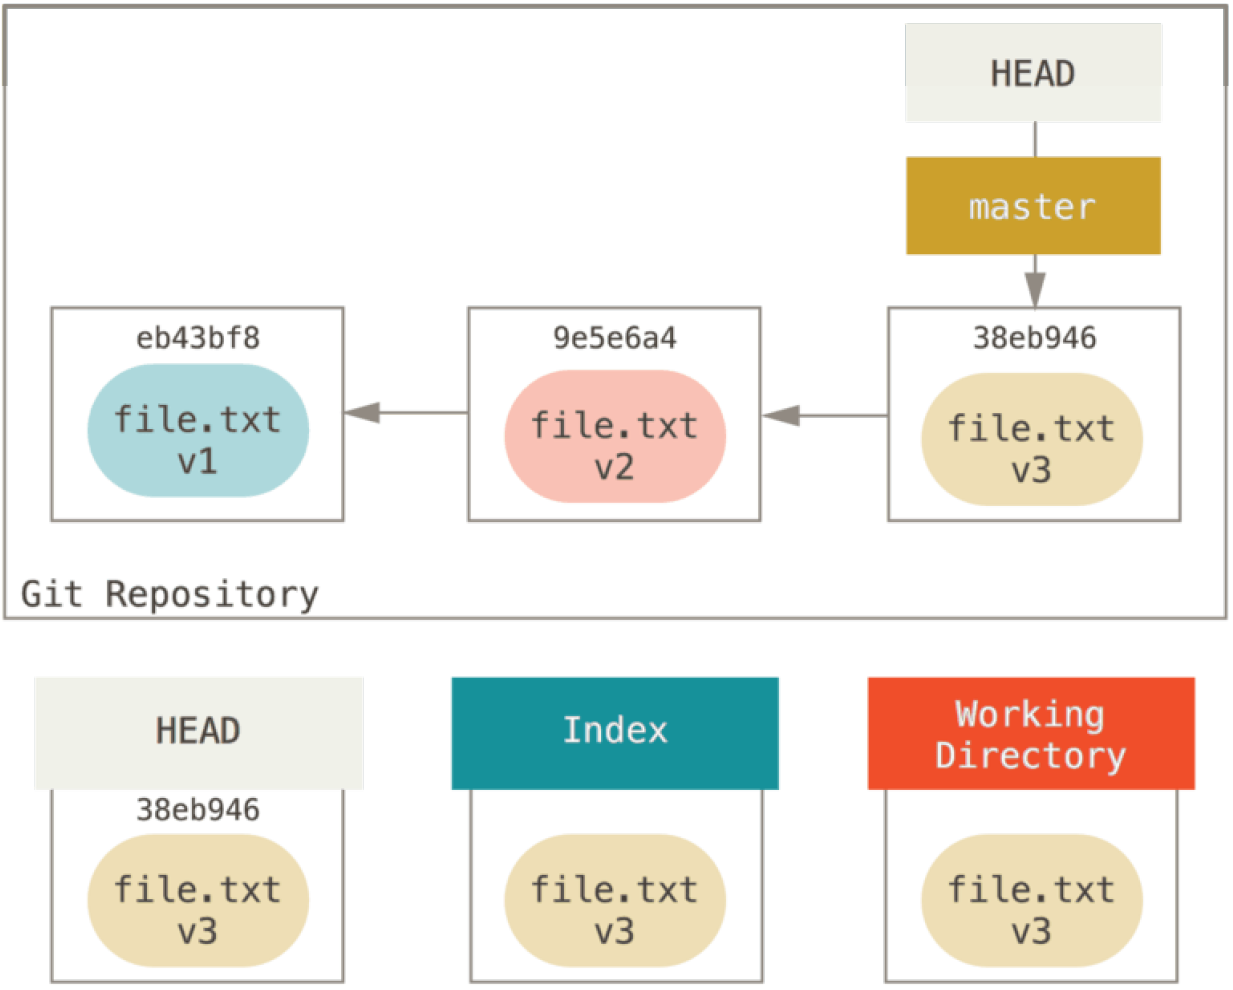 HEAD
master
eb43bf8
file.txt
v1
9e5e6a4
file.txt
v2
38eb946
file.txt
v3
Git Repository
HEAD
38eb946
file.txt
v3
Index
file.txt
v3
Working
Directory
file.txt
v3